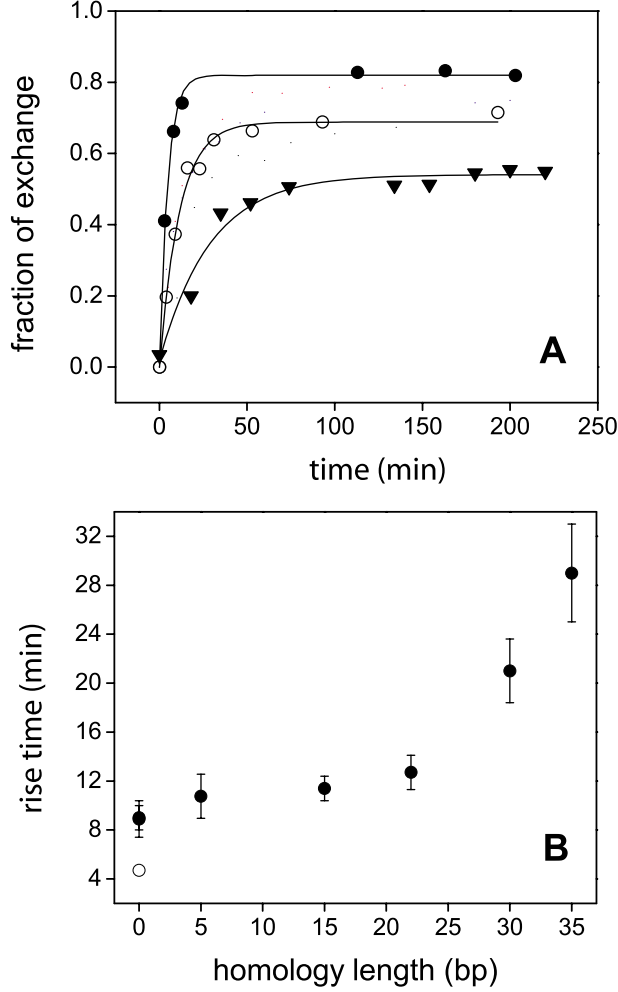 1.0
0.8
0.6
0.4
0.2
0.0
fraction of exchange
A
0 50 100 150 200 250
time (min)
32
28
24
20
16
12
8
4
rise time (min)
B
0 5 10 15 20 25 30 35
homology length (bp)